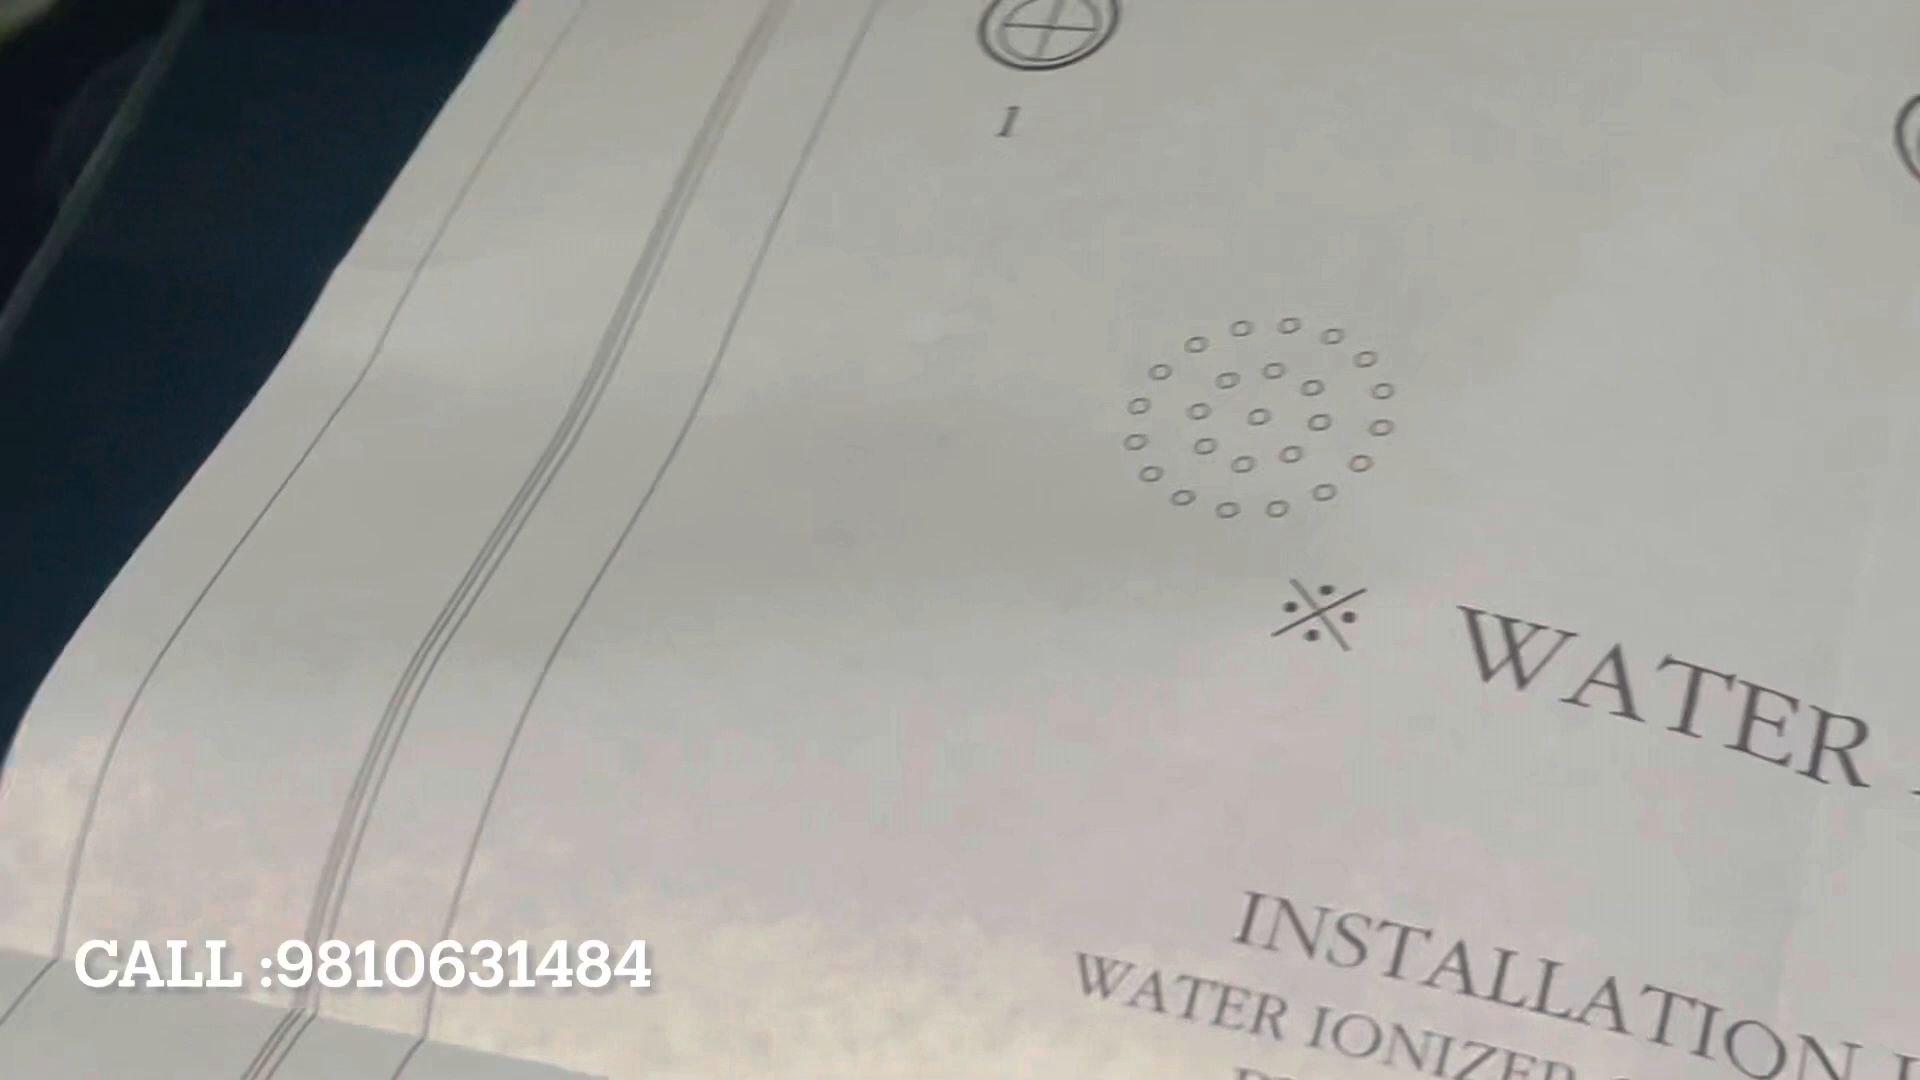 1
※ WATER
INSTALLATION
WATER IONIZER
CALL :9810631484